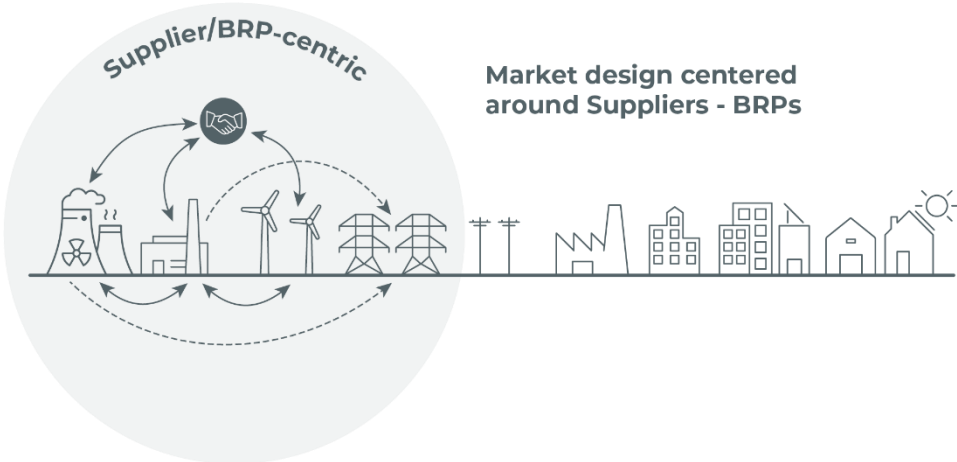 Supplier/BRP-centric
Market design centered
around Suppliers - BRPs